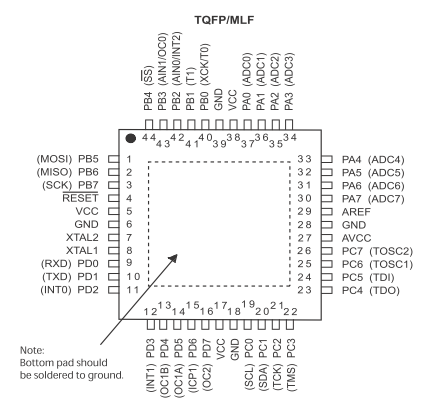 TQFP/MLF
PB4 (SS)
PB3 (AIN1/OC0)
PB2 (AIN0/INT2)
PB1 (T1)
PB0 (XCK/T0)
GND
VCC
PA0 (ADC0)
PA1 (ADC1)
PA2 (ADC2)
PA3 (ADC3)
44
43
42
41
40
39
38
37
36
35
34
(MOSI) PB5 1
(MISO) PB6 2
(SCK) PB7 3
RESET 4
VCC 5
GND 6
XTAL2 7
XTAL1 8
(RXD) PD0 9
(TXD) PD1 10
(INT0) PD2 11
33 PA4 (ADC4)
32 PA5 (ADC5)
31 PA6 (ADC6)
30 PA7 (ADC7)
29 AREF
28 GND
27 AVCC
26 PC7 (TOSC2)
25 PC6 (TOSC1)
24 PC5 (TDI)
23 PC4 (TDO)
12
13
14
15
16
17
18
19
20
21
22
(INT1) PD3
(OC1B) PD4
(OC1A) PD5
(ICP1) PD6
(OC2) PD7
VCC
GND
(SCL) PC0
(SDA) PC1
(TCK) PC2
(TMS) PC3
Note:
Bottom pad should
be soldered to ground.